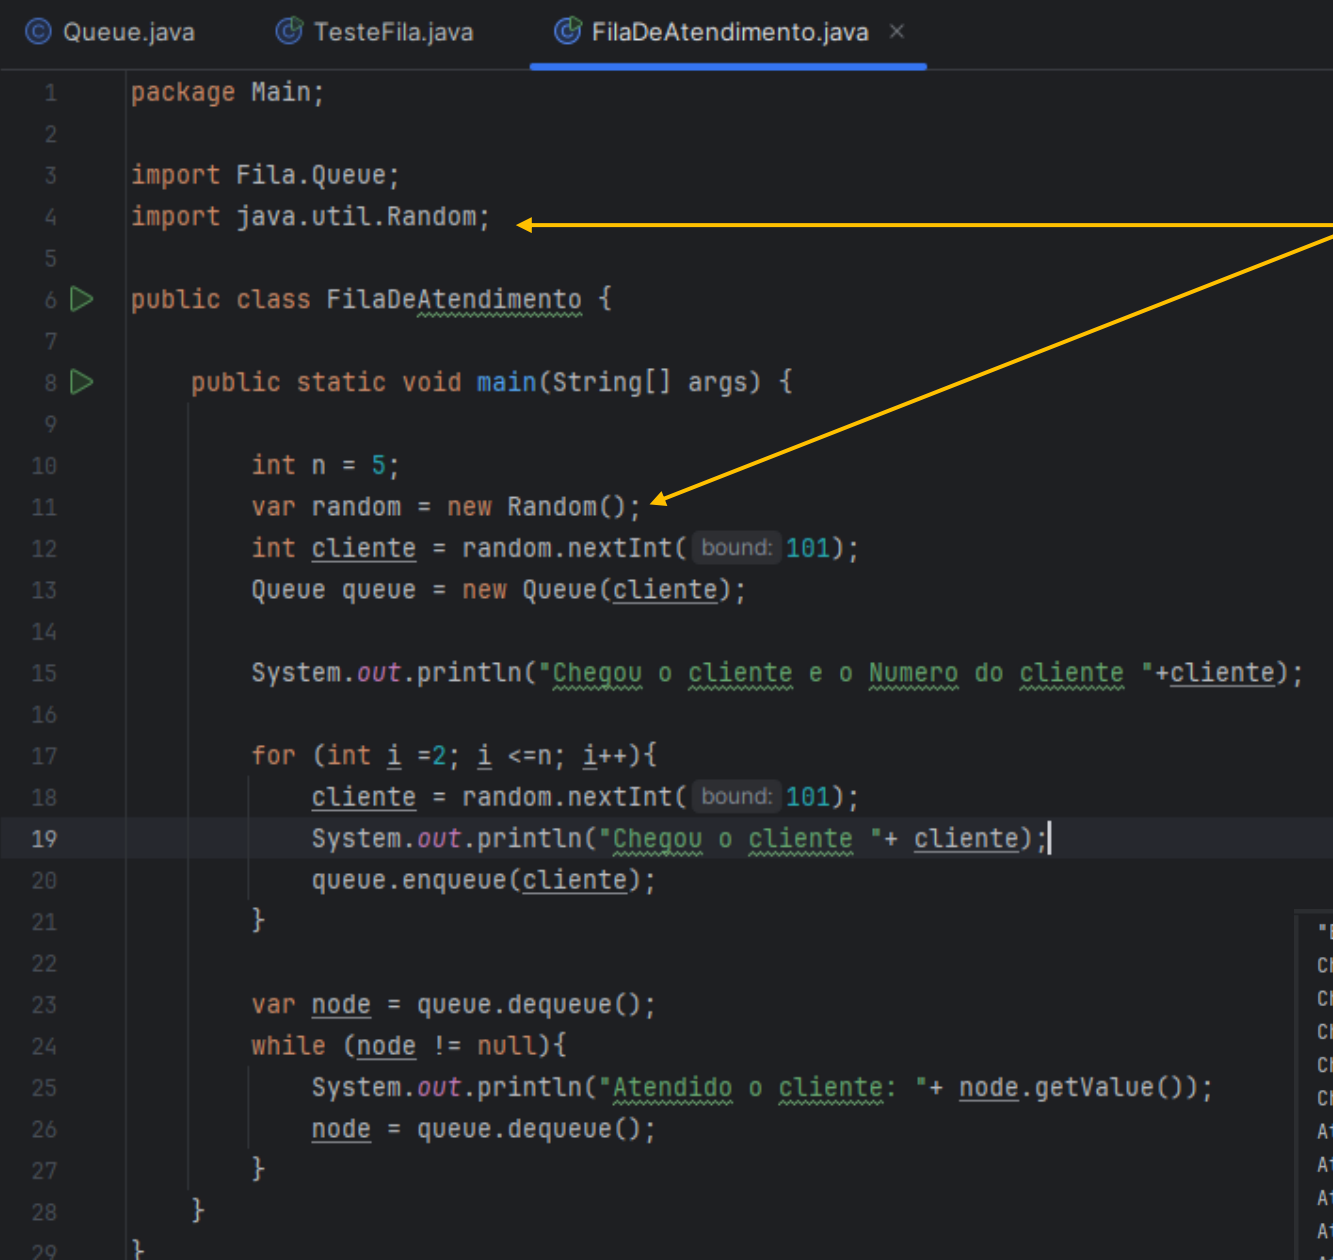 Queue.java TesteFila.java FilaDeAtendimento.java ×
1 package Main;
2
3 import Fila.Queue;
4 import java.util.Random;
5
6 public class FilaDeAtendimento {
7
8 public static void main(String[] args) {
9
10 int n = 5;
11 var random = new Random();
12 int cliente = random.nextInt( bound: 101);
13 Queue queue = new Queue(cliente);
14
15 System.out.println("Chegou o cliente e o Numero do cliente "+cliente);
16
17 for (int i =2; i <=n; i++){
18 cliente = random.nextInt( bound: 101);
19 System.out.println("Chegou o cliente "+ cliente);
20 queue.enqueue(cliente);
21 }
22
23 var node = queue.dequeue();
24 while (node != null){
25 System.out.println("Atendido o cliente: "+ node.getValue());
26 node = queue.dequeue();
27 }
28 }
29 }